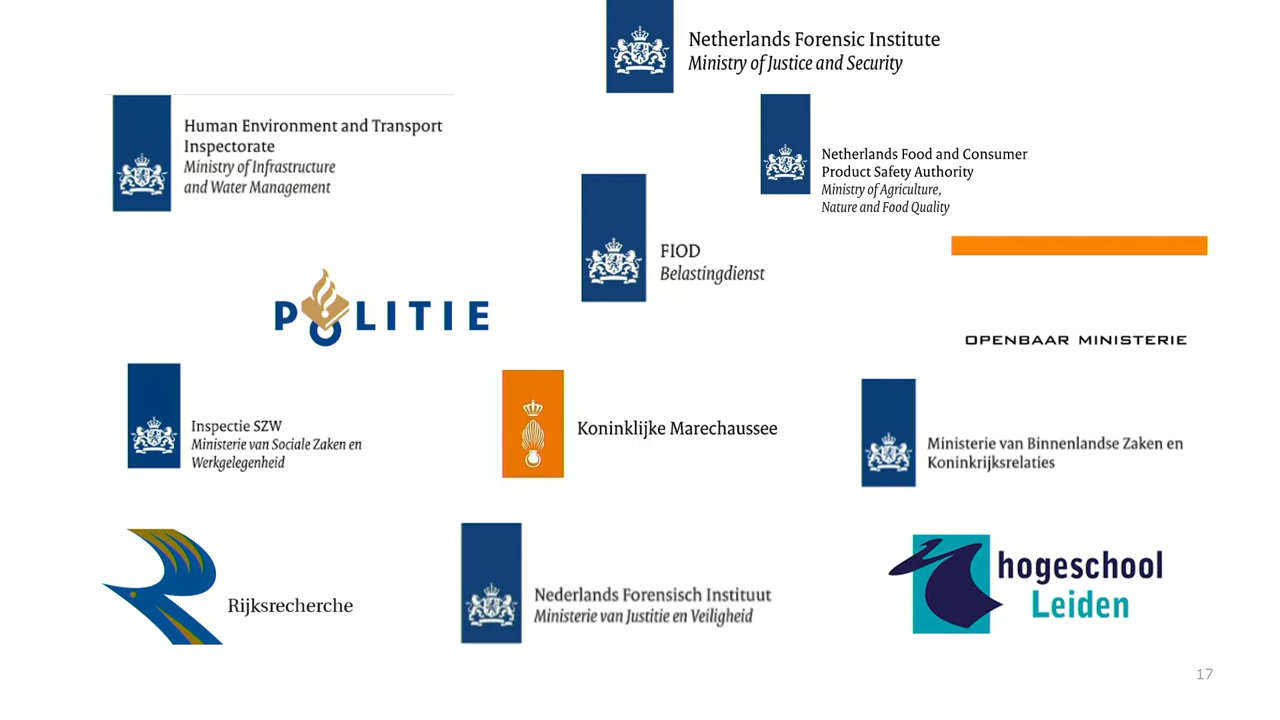 Netherlands Forensic Institute
Ministry of Justice and Security
Human Environment and Transport
Inspectorate
Ministry of Infrastructure
and Water Management
Netherlands Food and Consumer
Product Safety Authority
Ministry of Agriculture,
Nature and Food Quality
FIOD
Belastingdienst
POLITIE
OPENBAAR MINISTERIE
Inspectie SZW
Ministerie van Sociale Zaken en
Werkgelegenheid
Koninklijke Marechaussee
Ministerie van Binnenlandse Zaken en
Koninkrijksrelaties
Rijksrecherche
Nederlands Forensisch Instituut
Ministerie van Justitie en Veiligheid
hogeschool
Leiden
17